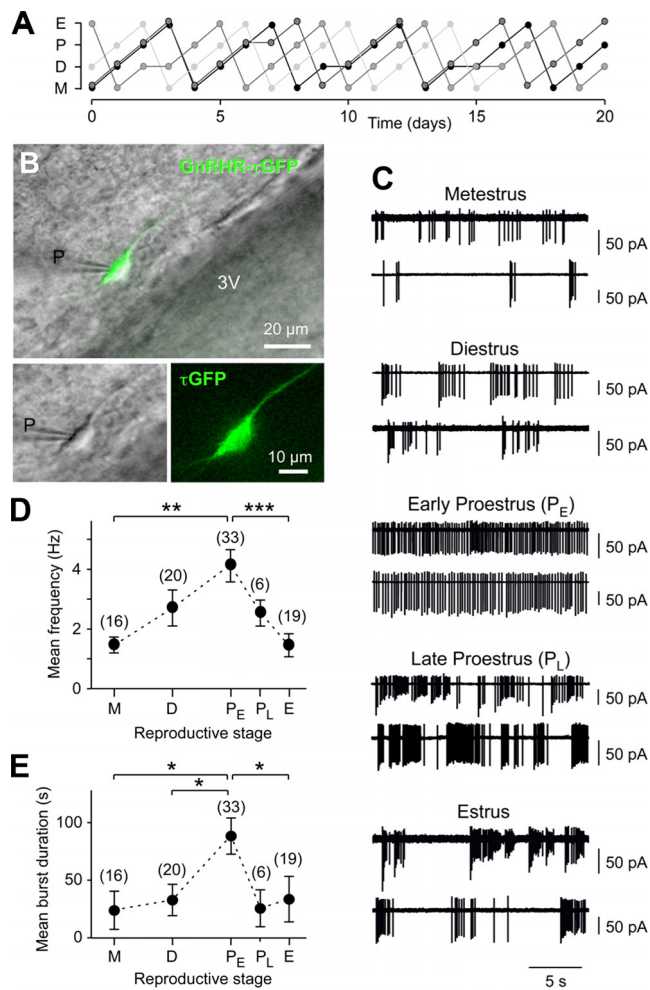 A
E
P
D
M
0
5
10
15
20
Time (days)
B
GnRHR-τGFP
P
3V
20 µm
P
τGFP
10 µm
C
Metestrus
50 pA
50 pA
Diestrus
50 pA
50 pA
Early Proestrus (PE)
50 pA
50 pA
Late Proestrus (PL)
50 pA
50 pA
Estrus
50 pA
50 pA
5 s
D
**
***
Mean frequency (Hz)
4
2
0
(16)
(20)
(33)
(6)
(19)
M
D
PE
PL
E
Reproductive stage
E
*
*
*
Mean burst duration (s)
100
50
0
(16)
(20)
(33)
(6)
(19)
M
D
PE
PL
E
Reproductive stage